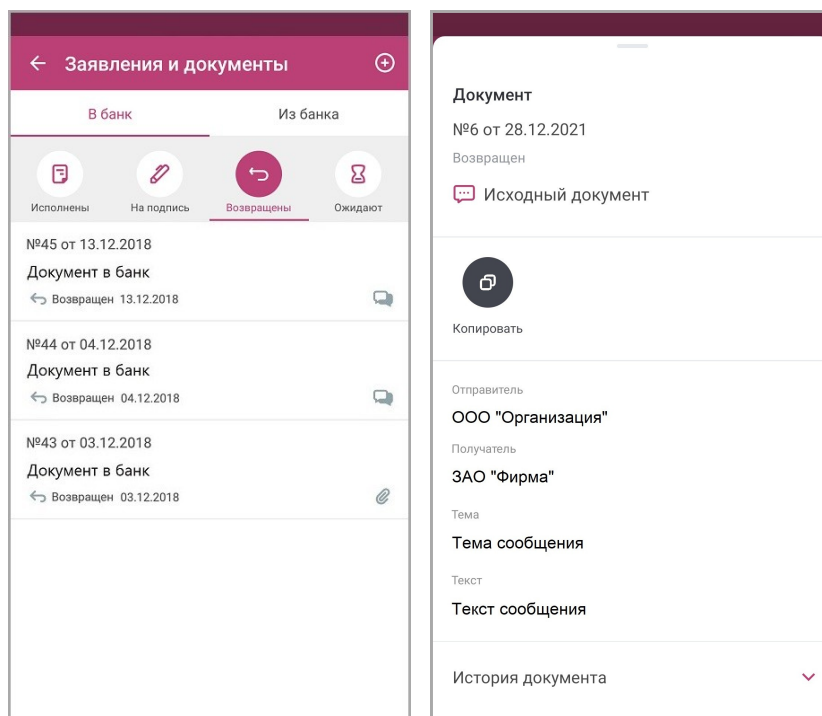 Заявления и документы
В банк Из банка
Исполнены На подпись Возвращены Ожидают
№45 от 13.12.2018
Документ в банк
Возвращен 13.12.2018
№44 от 04.12.2018
Документ в банк
Возвращен 04.12.2018
№43 от 03.12.2018
Документ в банк
Возвращен 03.12.2018
Документ
№6 от 28.12.2021
Возвращен
Исходный документ
Копировать
Отправитель
ООО "Организация"
Получатель
ЗАО "Фирма"
Тема
Тема сообщения
Текст
Текст сообщения
История документа